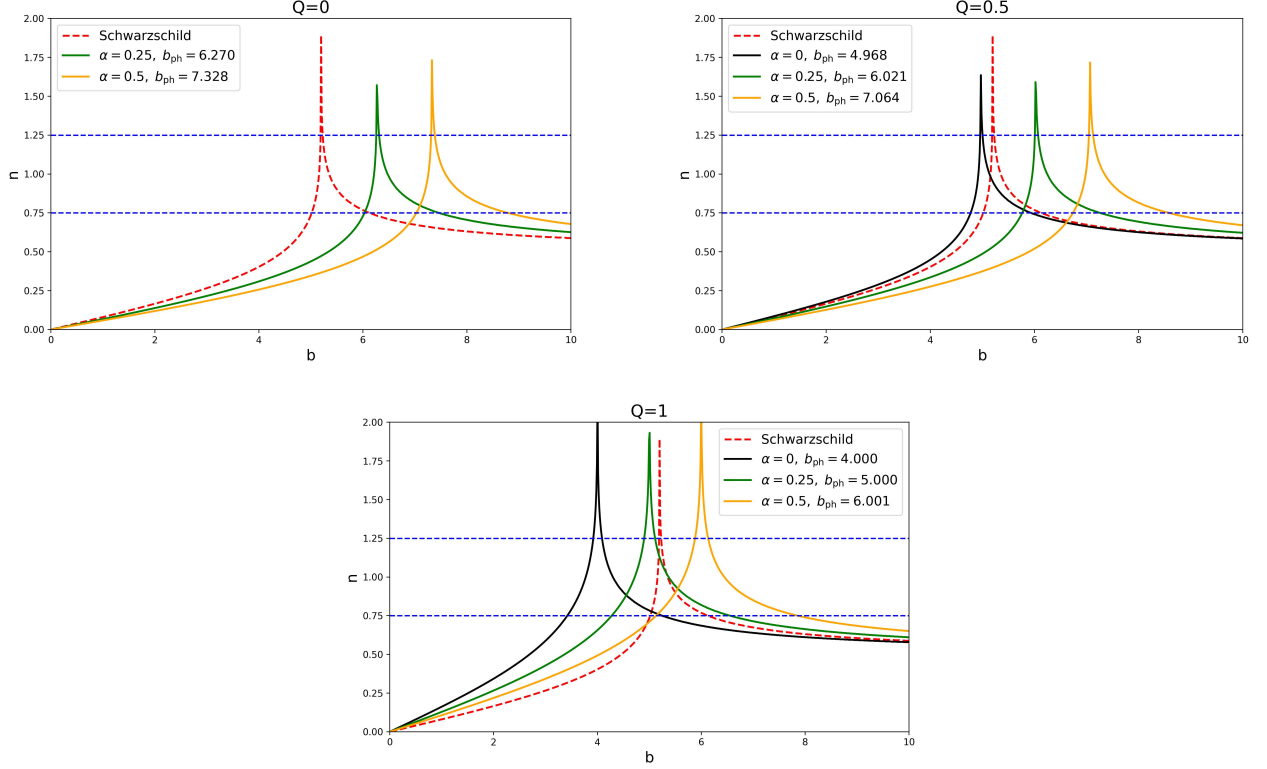 Q=0
2.00
1.75
1.50
1.25
1.00
0.75
0.50
0.25
0.00
n
Schwarzschild
α = 0.25, b_ph = 6.270
α = 0.5, b_ph = 7.328
0 2 4 6 8 10
b
Q=0.5
2.00
1.75
1.50
1.25
1.00
0.75
0.50
0.25
0.00
n
Schwarzschild
α = 0, b_ph = 4.968
α = 0.25, b_ph = 6.021
α = 0.5, b_ph = 7.064
0 2 4 6 8 10
b
Q=1
2.00
1.75
1.50
1.25
1.00
0.75
0.50
0.25
0.00
n
Schwarzschild
α = 0, b_ph = 4.000
α = 0.25, b_ph = 5.000
α = 0.5, b_ph = 6.001
0 2 4 6 8 10
b